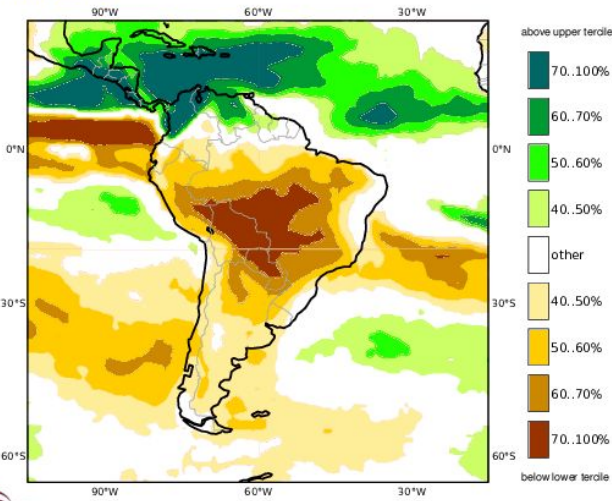 90°W 60°W 30°W
above upper tercile
70..100%
60..70%
0°N 0°N
50..60%
40..50%
other
30°S 30°S
40..50%
50..60%
60..70%
60°S 60°S
70..100%
90°W 60°W 30°W
below lower tercile